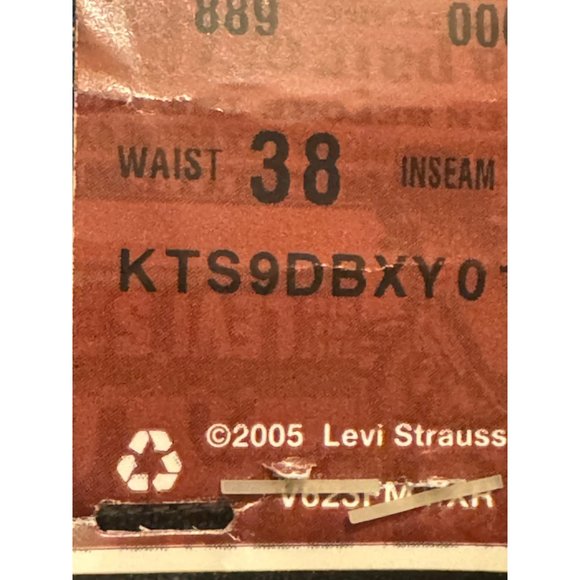 889 000
WAIST 38 INSEAM
KTS9DBXY01
©2005 Levi Strauss